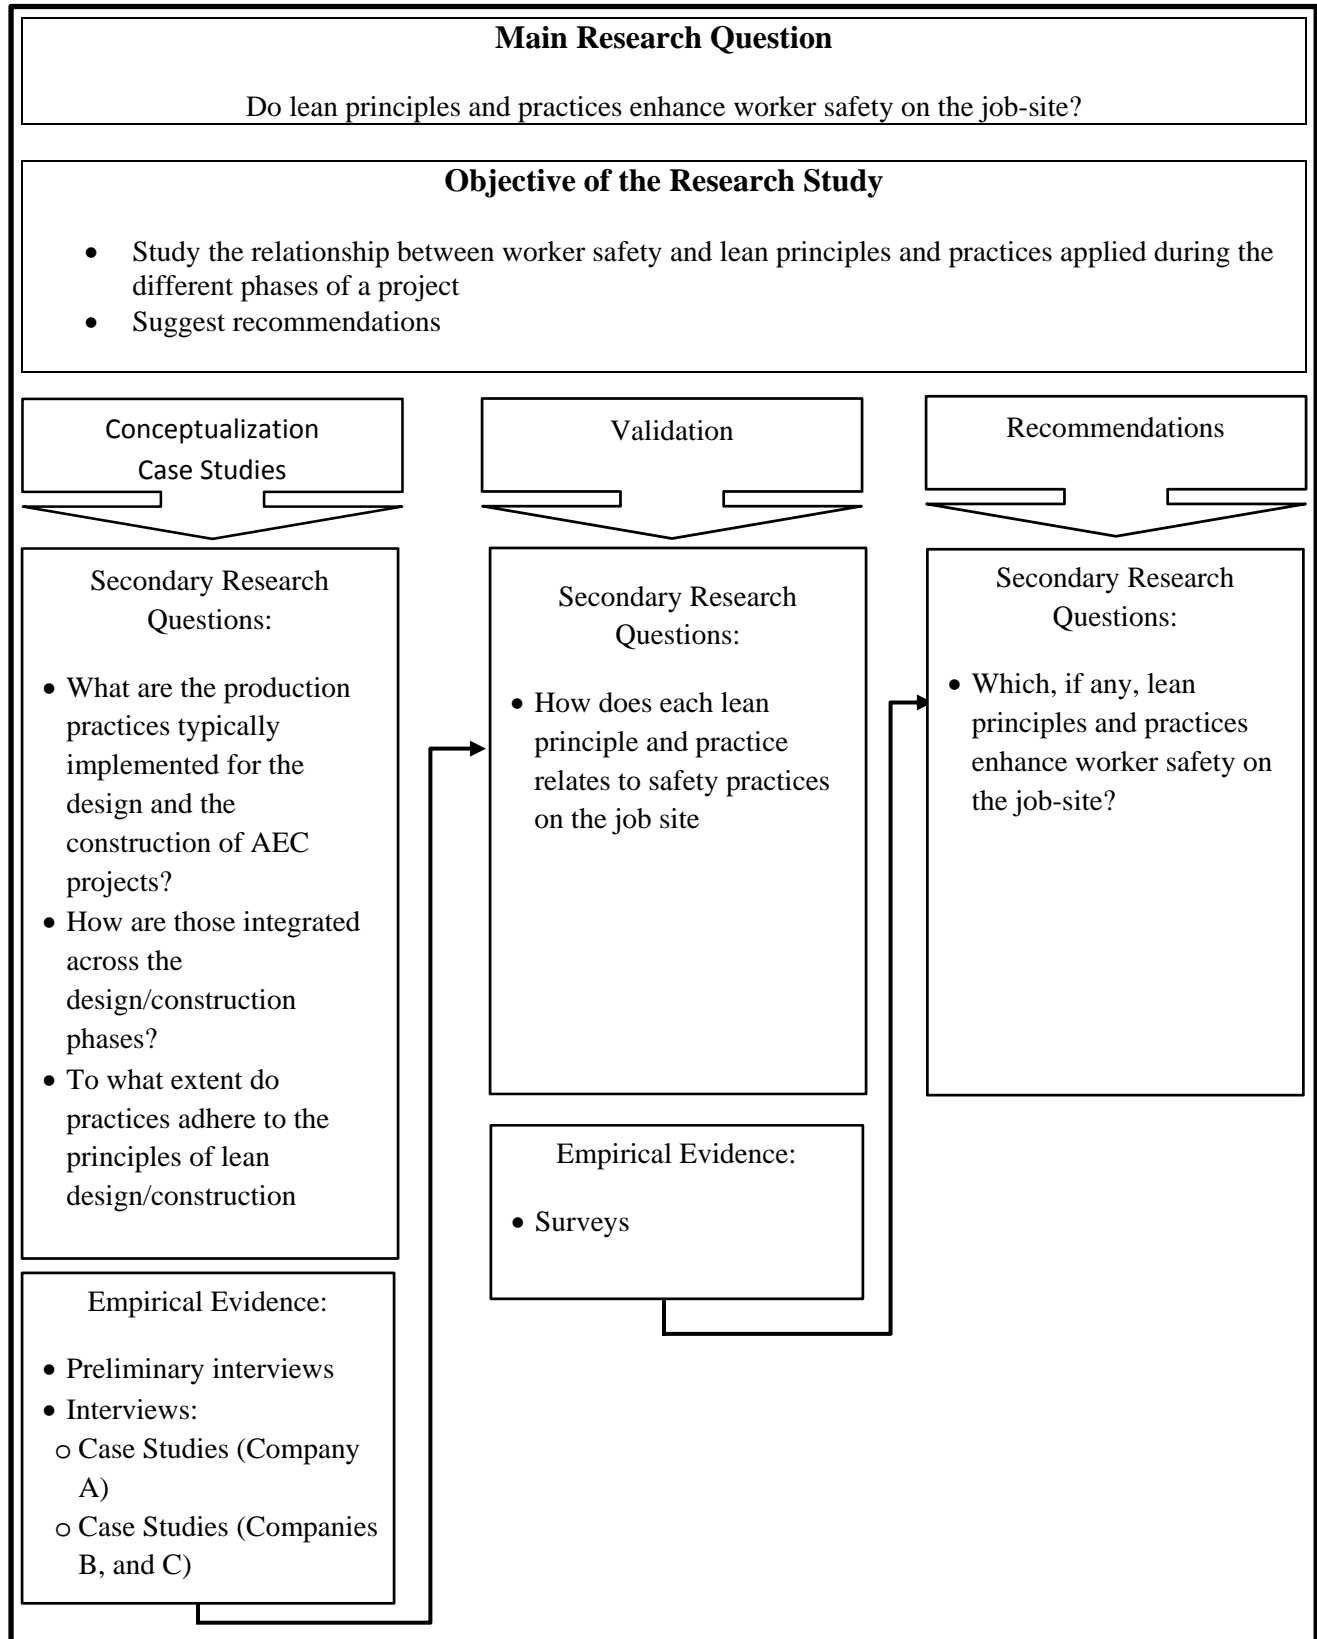 Main Research Question
Do lean principles and practices enhance worker safety on the job-site?
Objective of the Research Study
• Study the relationship between worker safety and lean principles and practices applied during the
different phases of a project
• Suggest recommendations
Conceptualization
Case Studies
Secondary Research
Questions:
• What are the production
practices typically
implemented for the
design and the
construction of AEC
projects?
• How are those integrated
across the
design/construction
phases?
• To what extent do
practices adhere to the
principles of lean
design/construction
Empirical Evidence:
• Preliminary interviews
• Interviews:
o Case Studies (Company
A)
o Case Studies (Companies
B, and C)
Validation
Secondary Research
Questions:
• How does each lean
principle and practice
relates to safety practices
on the job site
Empirical Evidence:
• Surveys
Recommendations
Secondary Research
Questions:
• Which, if any, lean
principles and practices
enhance worker safety on
the job-site?